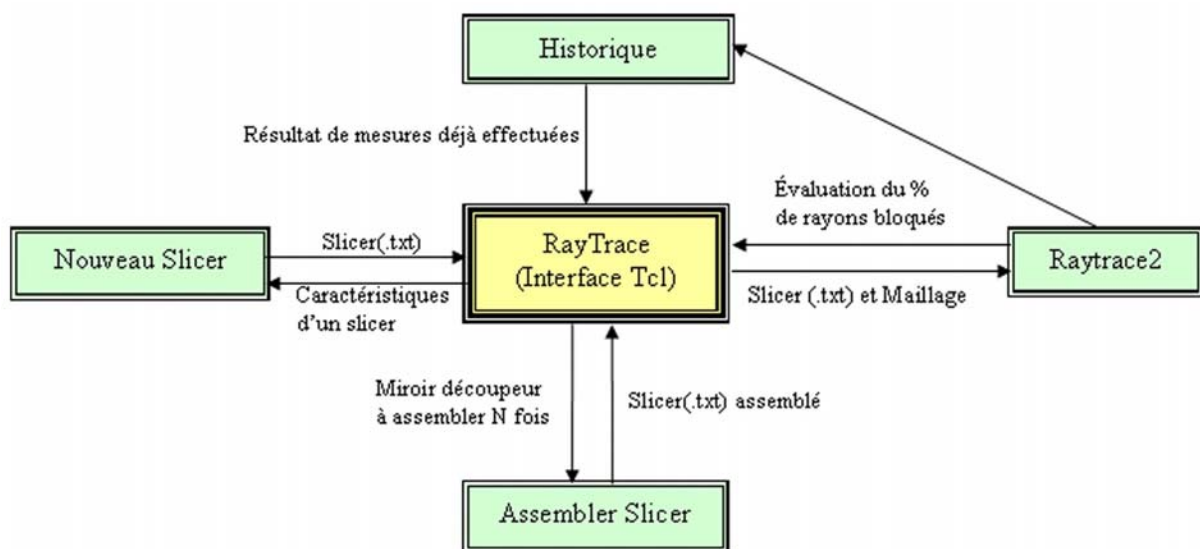 Historique
Résultat de mesures déjà effectuées
Évaluation du %
de rayons bloqués
Nouveau Slicer
Slicer(.txt)
Caractéristiques
d'un slicer
RayTrace
(Interface Tcl)
Raytrace2
Slicer (.txt) et Maillage
Miroir découpeur
à assembler N fois
Slicer(.txt) assemblé
Assembler Slicer